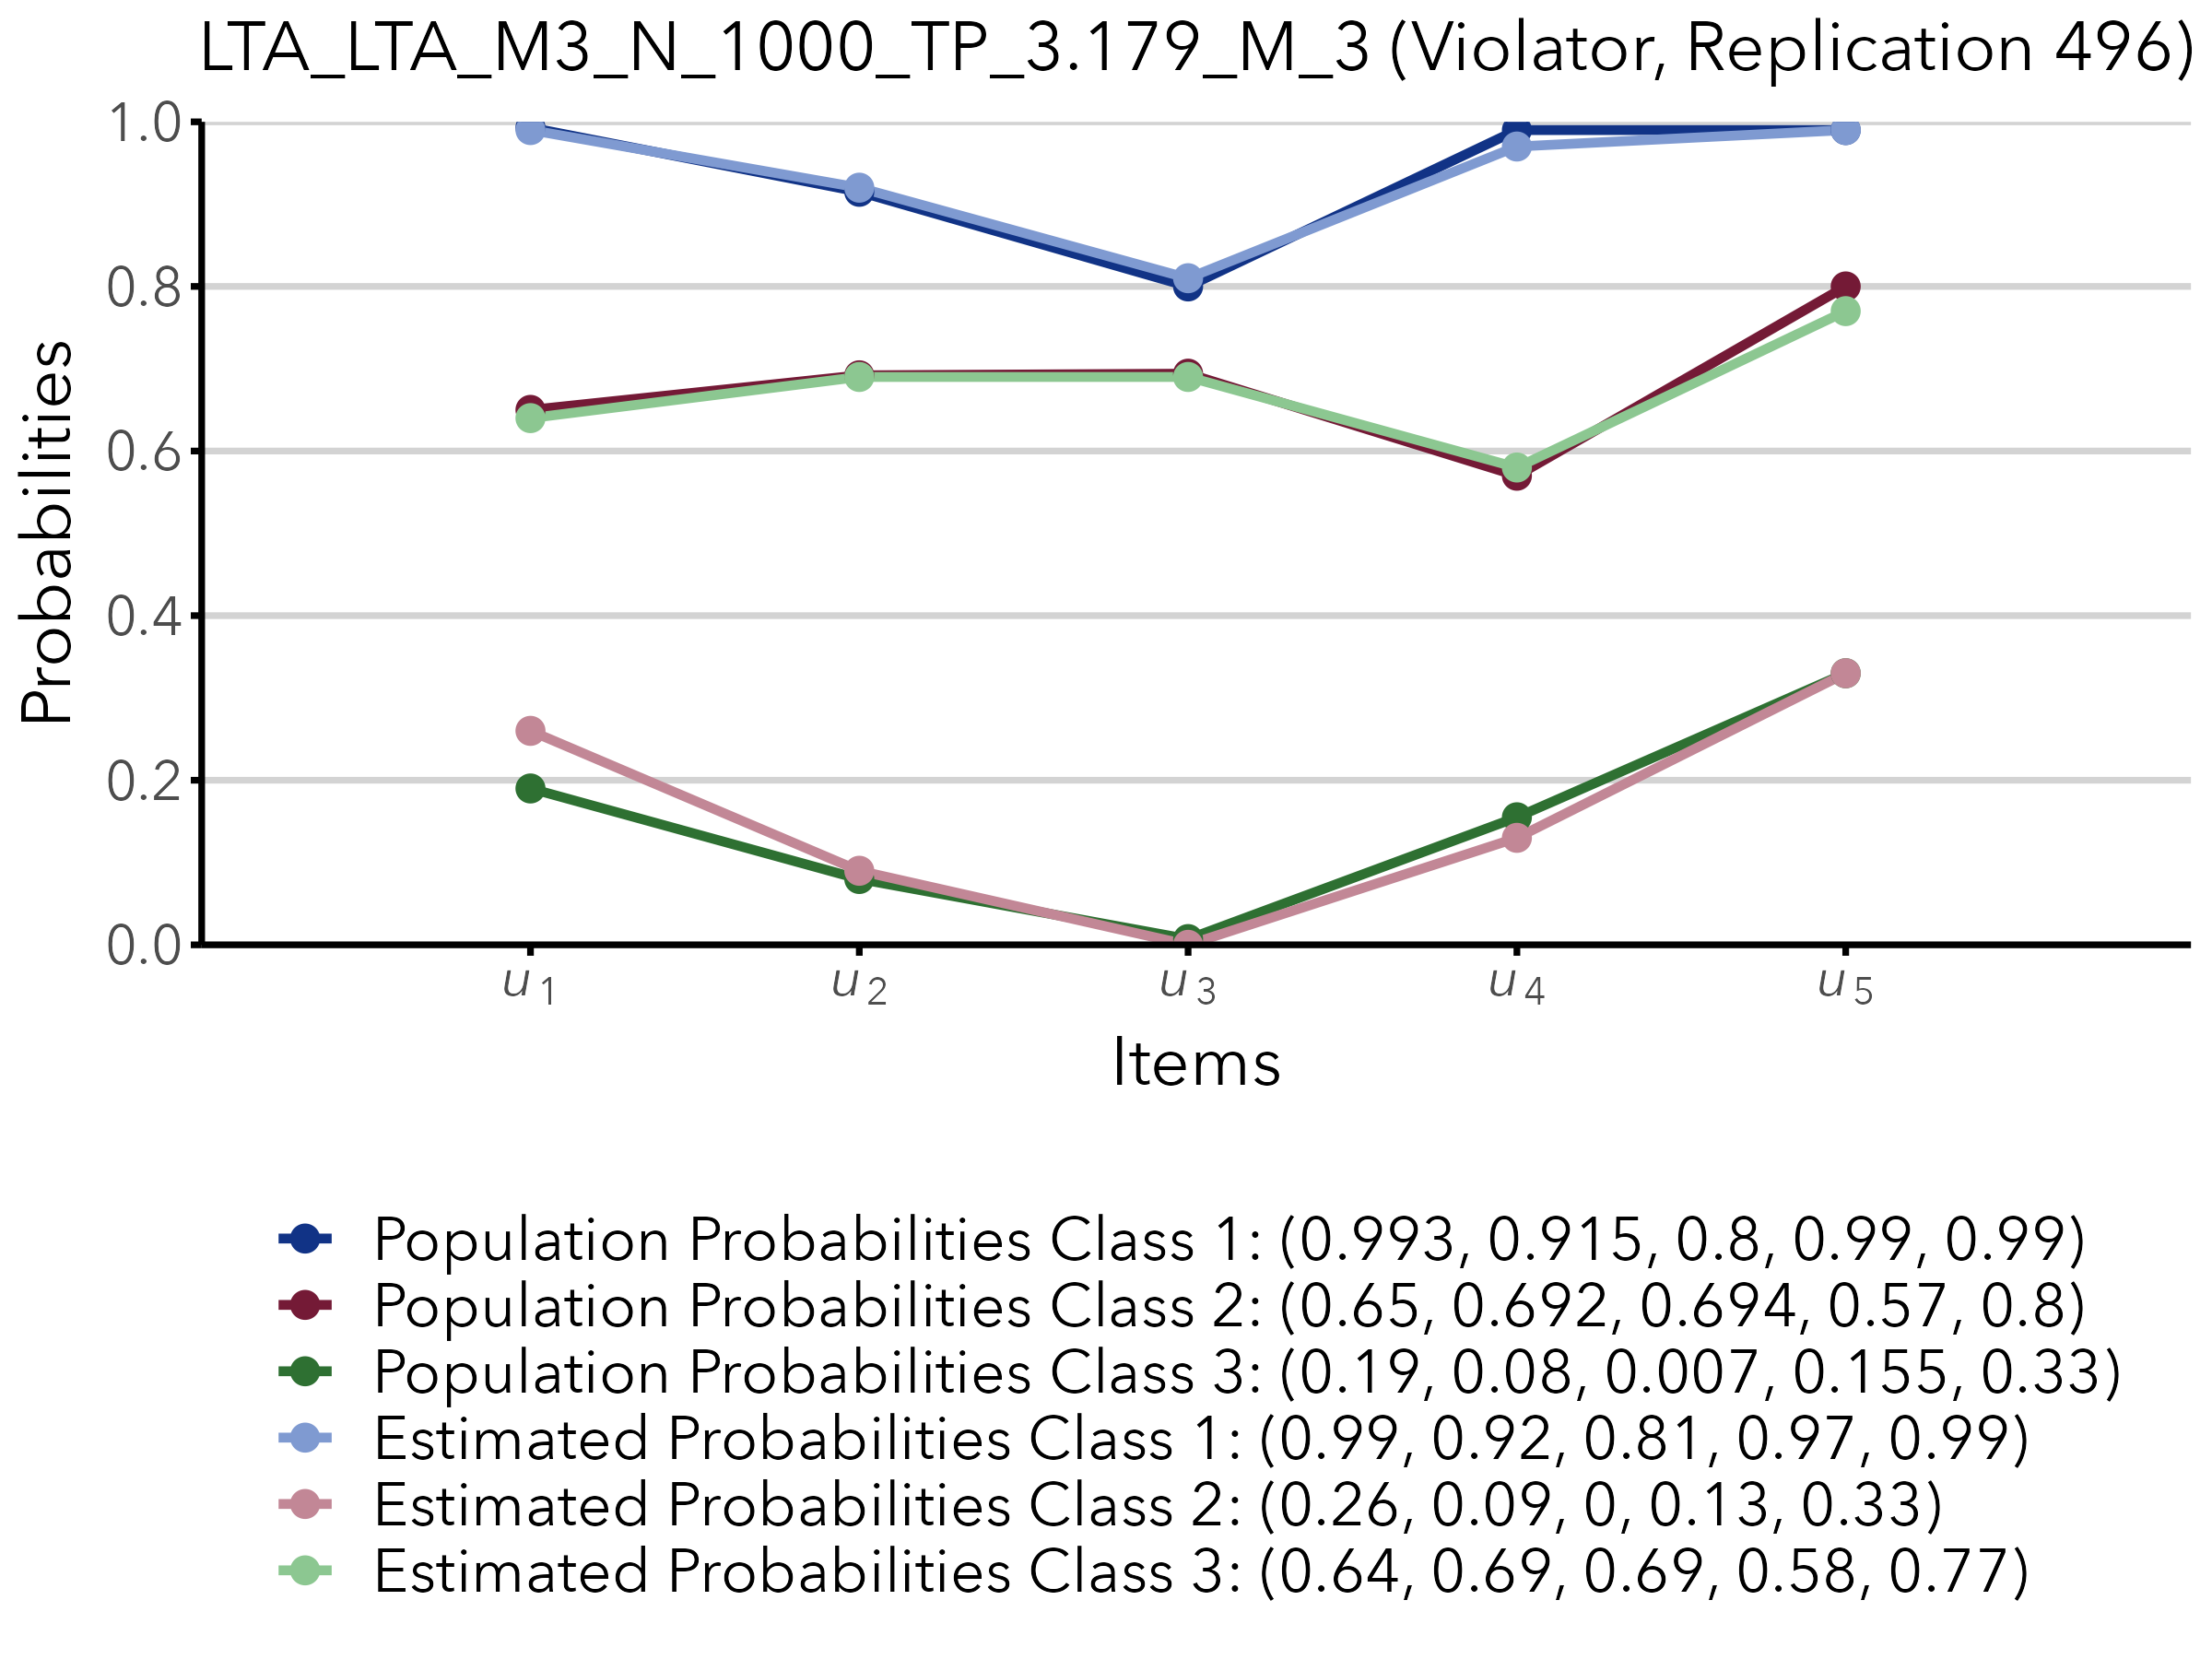 LTA_LTA_M3_N_1000_TP_3.179_M_3 (Violator, Replication 496)
Probabilities
1.0
0.8
0.6
0.4
0.2
0.0
u1 u2 u3 u4 u5
Items
Population Probabilities Class 1: (0.993, 0.915, 0.8, 0.99, 0.99)
Population Probabilities Class 2: (0.65, 0.692, 0.694, 0.57, 0.8)
Population Probabilities Class 3: (0.19, 0.08, 0.007, 0.155, 0.33)
Estimated Probabilities Class 1: (0.99, 0.92, 0.81, 0.97, 0.99)
Estimated Probabilities Class 2: (0.26, 0.09, 0, 0.13, 0.33)
Estimated Probabilities Class 3: (0.64, 0.69, 0.69, 0.58, 0.77)